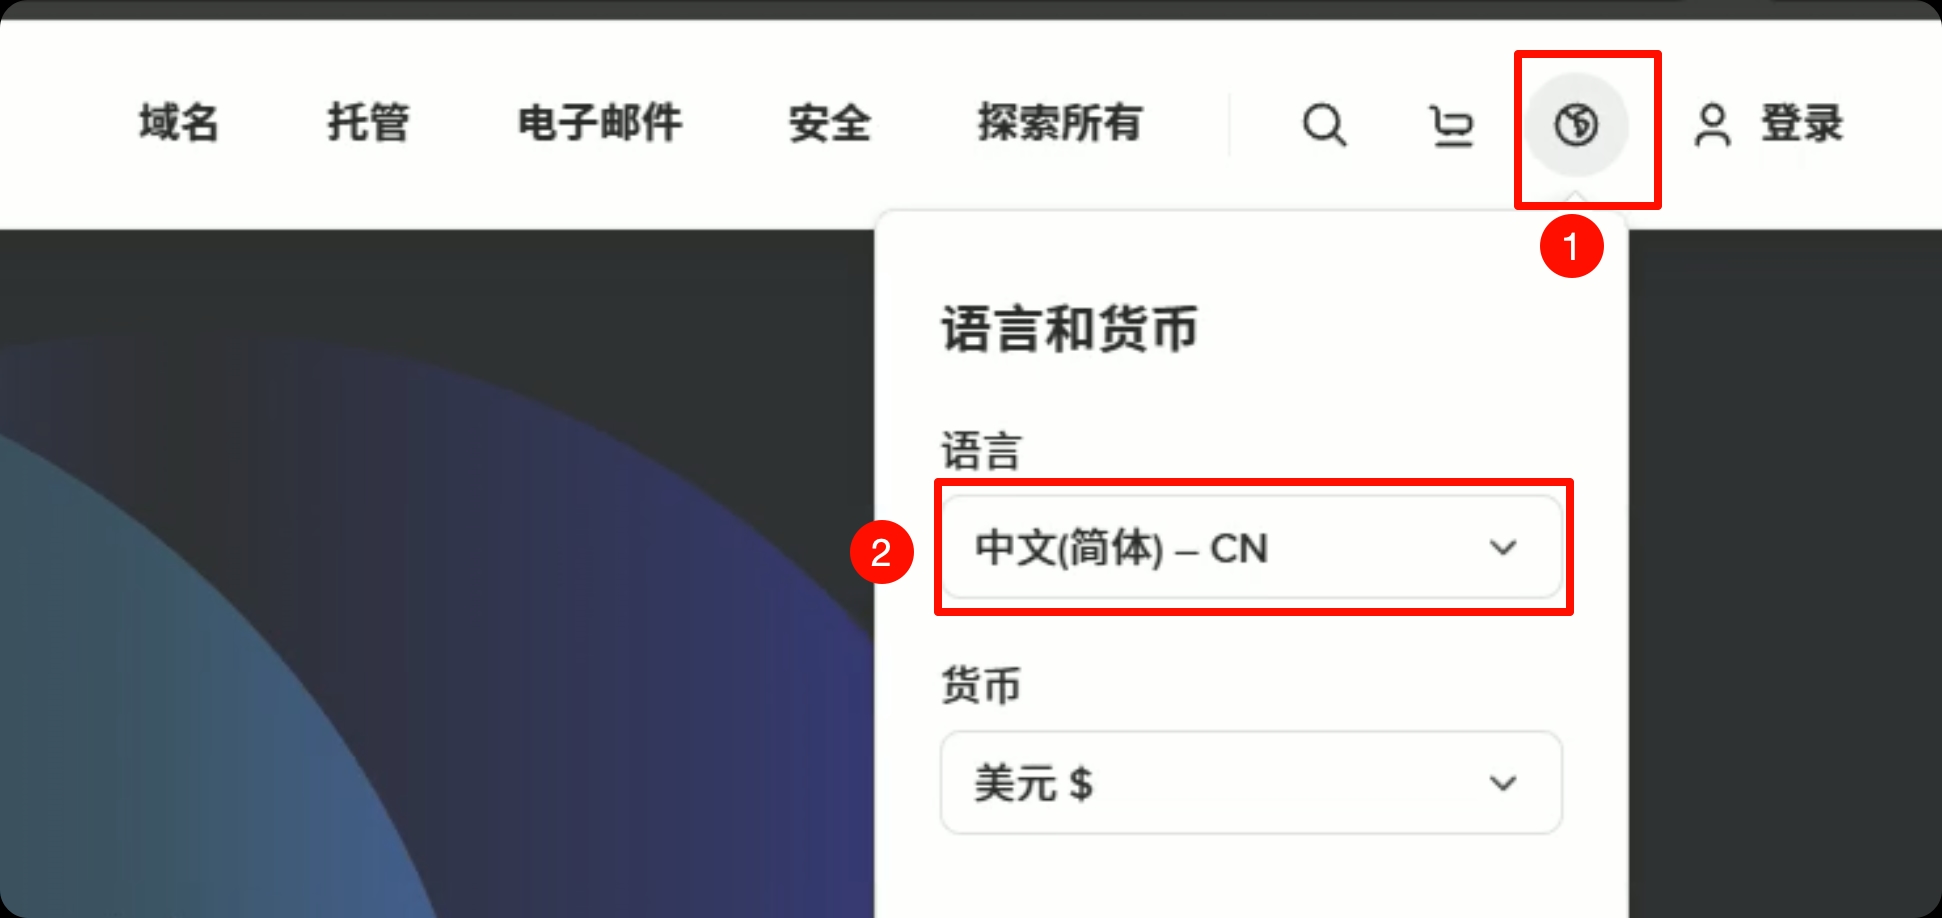 域名 托管 电子邮件 安全 探索所有 登录
1
语言和货币
语言
2 中文(简体) – CN
货币
美元 $